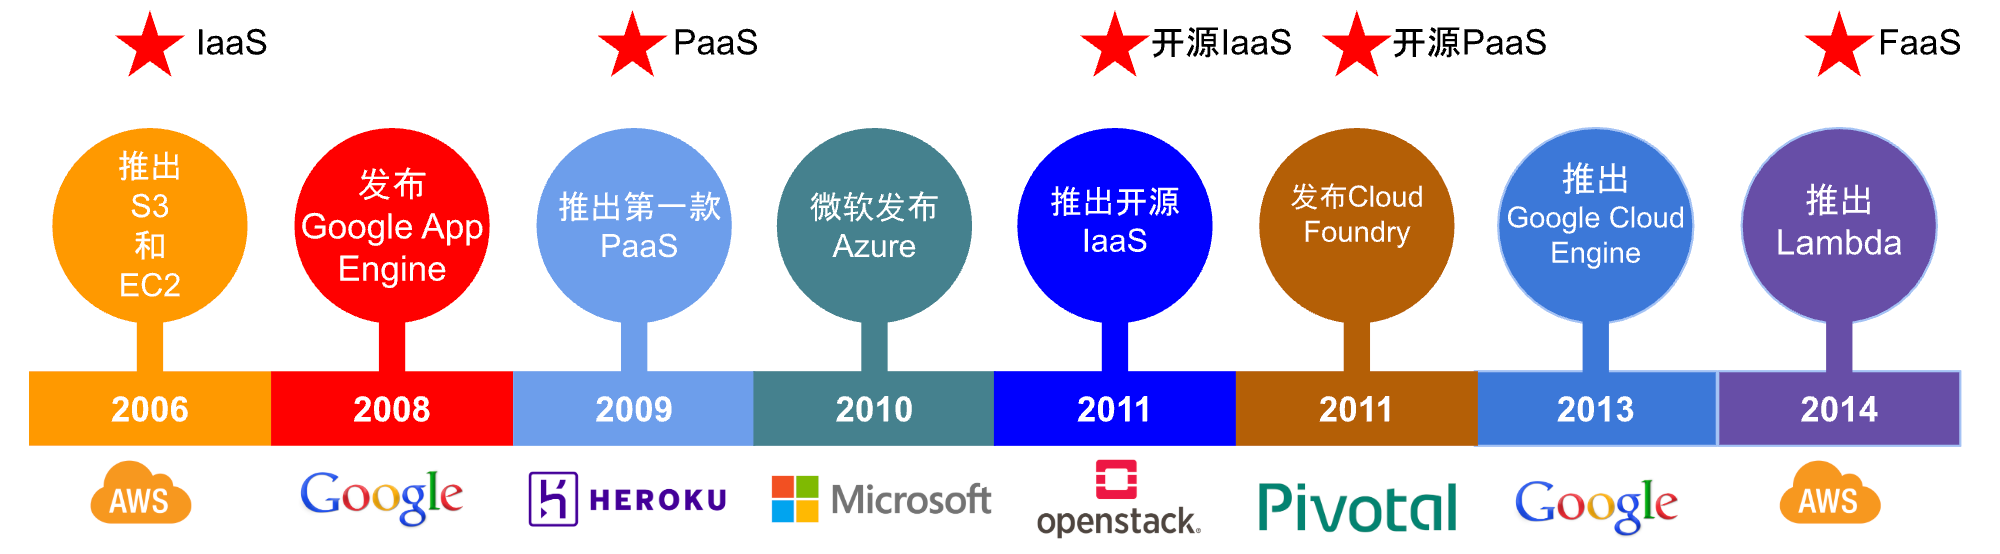 IaaS
PaaS
开源IaaS
开源PaaS
FaaS
推出
S3
和
EC2
发布
Google App
Engine
推出第一款
PaaS
微软发布
Azure
推出开源
IaaS
发布Cloud
Foundry
推出
Google Cloud
Engine
推出
Lambda
2006
2008
2009
2010
2011
2011
2013
2014
AWS
Google
HEROKU
Microsoft
openstack.
Pivotal
Google
AWS